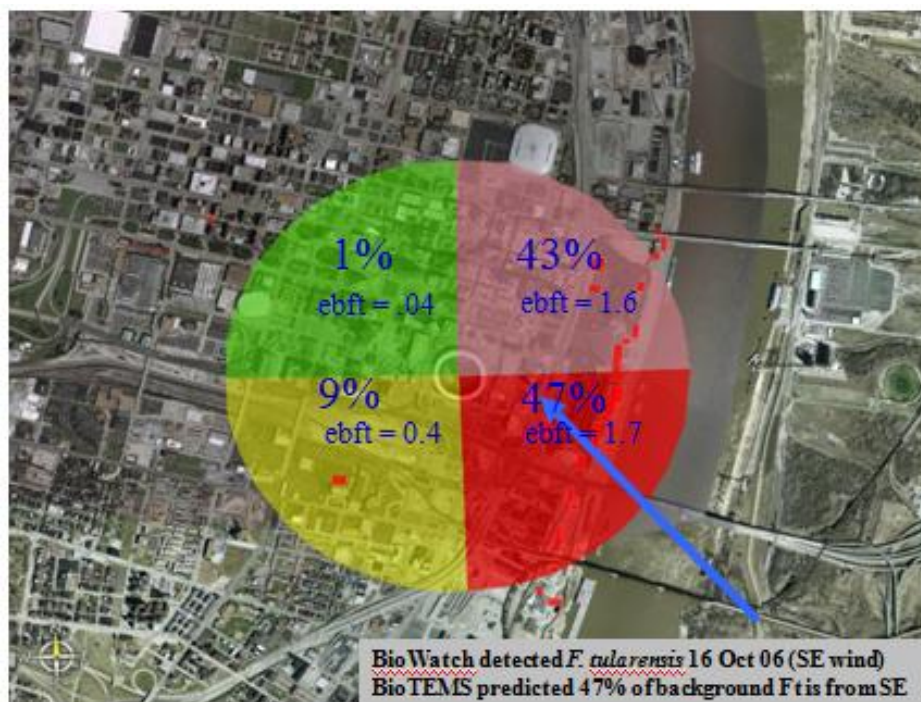 1%
ebft = .04
43%
ebft = 1.6
9%
ebft = 0.4
47%
ebft = 1.7
BioWatch detected F. tularensis 16 Oct 06 (SE wind)
BioTEMS predicted 47% of background Ft is from SE